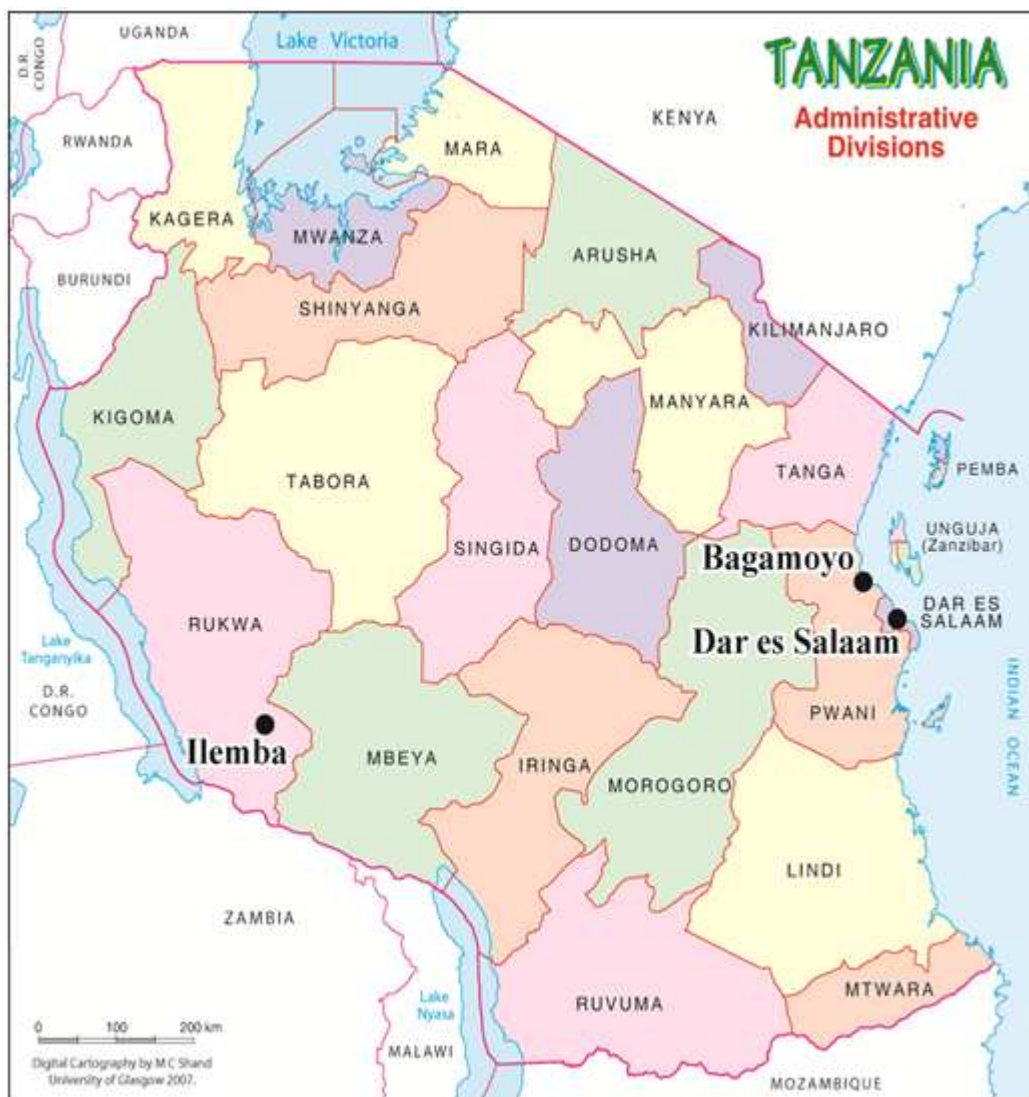 UGANDA
Lake Victoria
TANZANIA
Administrative
Divisions
D.R.
CONGO
RWANDA
KENYA
MARA
KAGERA
MWANZA
ARUSHA
BURUNDI
SHINYANGA
KILIMANJARO
KIGOMA
MANYARA
TABORA
TANGA
PEMBA
SINGIDA
DODOMA
UNGUJA
(Zanzibar)
Bagamoyo
DAR ES
SALAAM
RUKWA
Dar es Salaam
Lake
Tanganyika
D.R.
CONGO
Ilemba
MBEYA
IRINGA
PWANI
MOROGORO
INDIAN OCEAN
LINDI
ZAMBIA
MTWARA
RUVUMA
Lake
Nyasa
0 100 200 km
MALAWI
Digital Cartography by M C Shand
University of Glasgow 2007.
MOZAMBIQUE